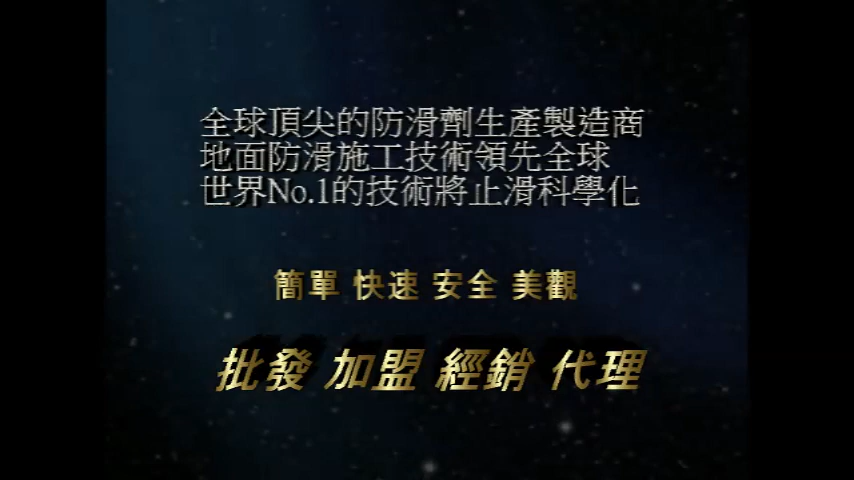 全球頂尖的防滑劑生產製造商
地面防滑施工技術領先全球
世界No.1的技術將止滑科學化
簡單 快速 安全 美觀
批發 加盟 經銷 代理